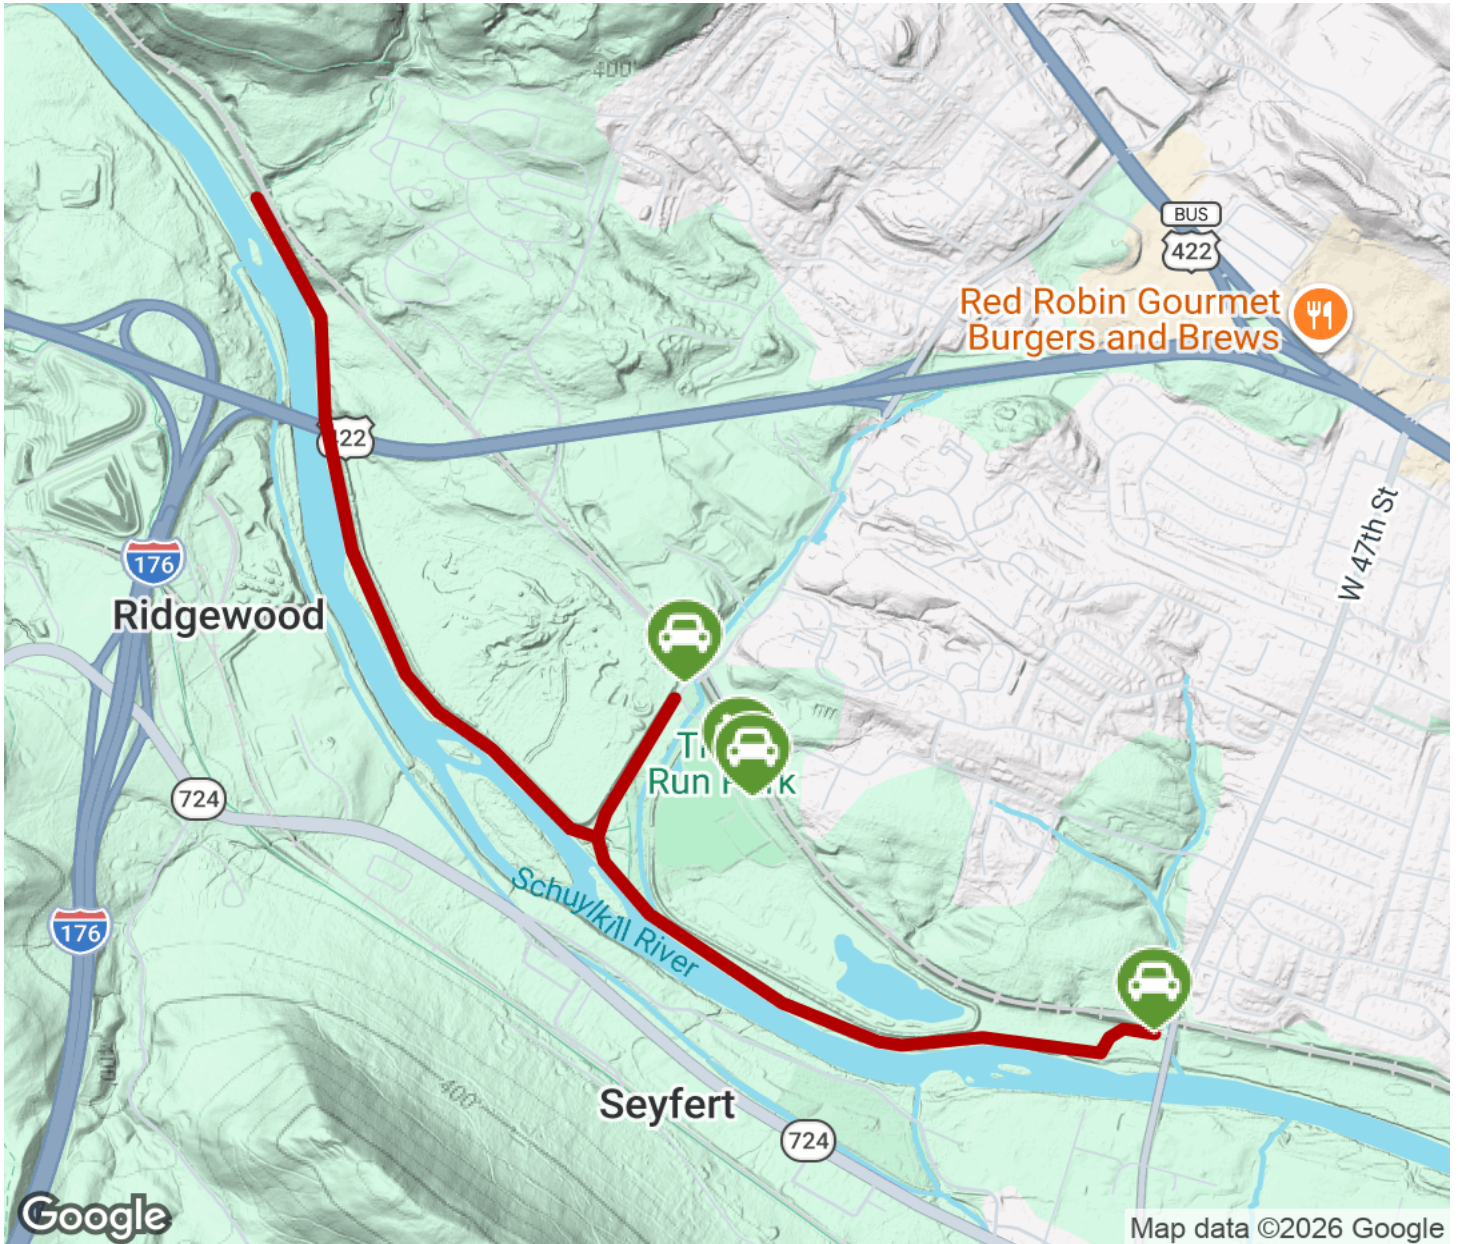 400'
BUS
422
Red Robin Gourmet
Burgers and Brews
422
W 47th St
176
Ridgewood
Run
724
Schuylkill River
176
Seyfert
400'
724
Google
Map data ©2026 Google